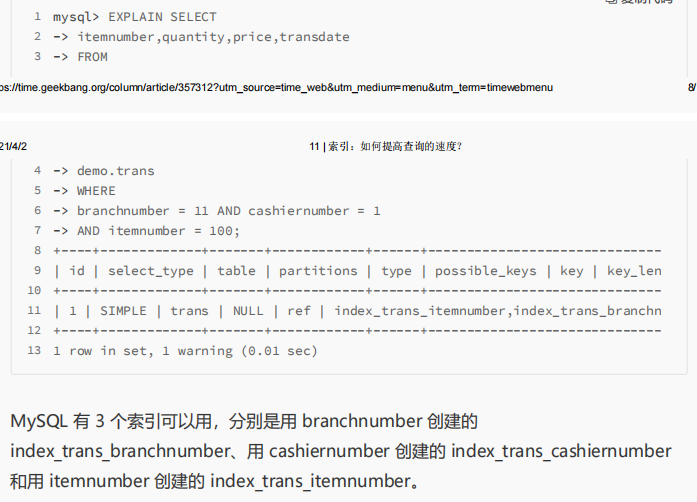 复制代码
1 mysql> EXPLAIN SELECT
2 -> itemnumber,quantity,price,transdate
3 -> FROM
ps://time.geekbang.org/column/article/357312?utm_source=time_web&utm_medium=menu&utm_term=timewebmenu 8/
21/4/2 11 | 索引：如何提高查询的速度？
4 -> demo.trans
5 -> WHERE
6 -> branchnumber = 11 AND cashiernumber = 1
7 -> AND itemnumber = 100;
8 +----+-------------+-------+------------+------+------------------------------
9 | id | select_type | table | partitions | type | possible_keys | key | key_len
10 +----+-------------+-------+------------+------+------------------------------
11 | 1 | SIMPLE | trans | NULL | ref | index_trans_itemnumber,index_trans_branchn
12 +----+-------------+-------+------------+------+------------------------------
13 1 row in set, 1 warning (0.01 sec)
MySQL 有 3 个索引可以用，分别是用 branchnumber 创建的
index_trans_branchnumber、用 cashiernumber 创建的 index_trans_cashiernumber
和用 itemnumber 创建的 index_trans_itemnumber。